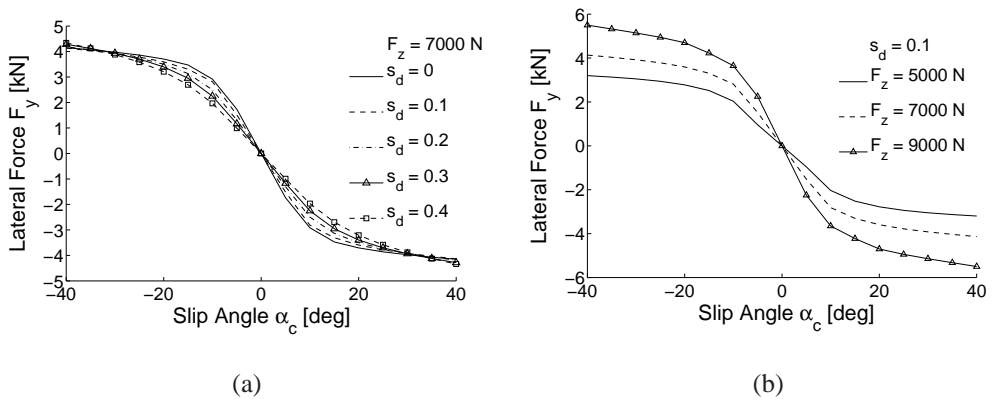 5
4
3
2
1
0
−1
−2
−3
−4
−5
−40
−20
0
20
40
Lateral Force F_y [kN]
Slip Angle α_c [deg]
F_z = 7000 N
s_d = 0
s_d = 0.1
s_d = 0.2
s_d = 0.3
s_d = 0.4
(a)
6
4
2
0
−2
−4
−6
−40
−20
0
20
40
Lateral Force F_y [kN]
Slip Angle α_c [deg]
s_d = 0.1
F_z = 5000 N
F_z = 7000 N
F_z = 9000 N
(b)